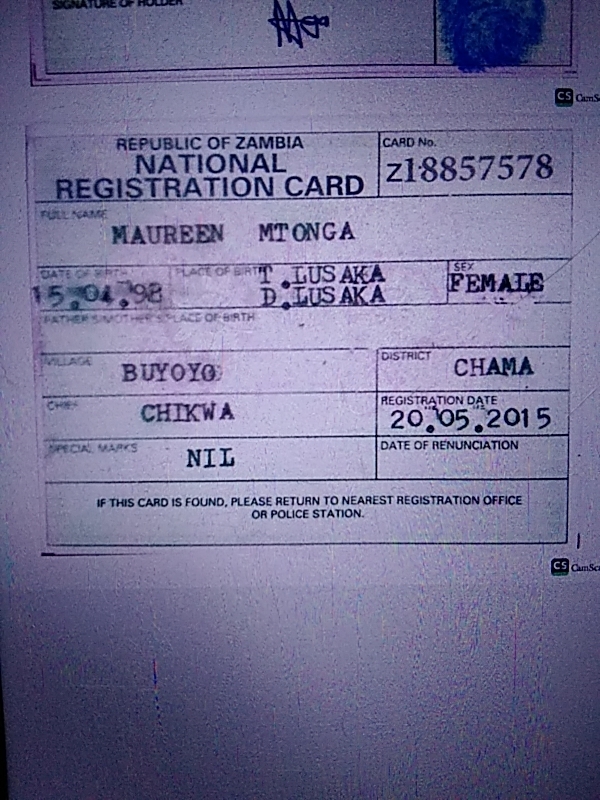 SIGNATURE OF HOLDER
CS CamSc
REPUBLIC OF ZAMBIA
NATIONAL
REGISTRATION CARD
CARD No.
Z18857578
FULL NAME
MAUREEN MTONGA
DATE OF BIRTH
15.04.98
PLACE OF BIRTH
T.LUSAKA
D.LUSAKA
SEX
FEMALE
FATHER'S/MOTHER'S PLACE OF BIRTH
VILLAGE
BUYOYO
DISTRICT
CHAMA
CHIEF
CHIKWA
REGISTRATION DATE
20.05.2015
SPECIAL MARKS
NIL
DATE OF RENUNCIATION
IF THIS CARD IS FOUND, PLEASE RETURN TO NEAREST REGISTRATION OFFICE
OR POLICE STATION.
CS CamSca